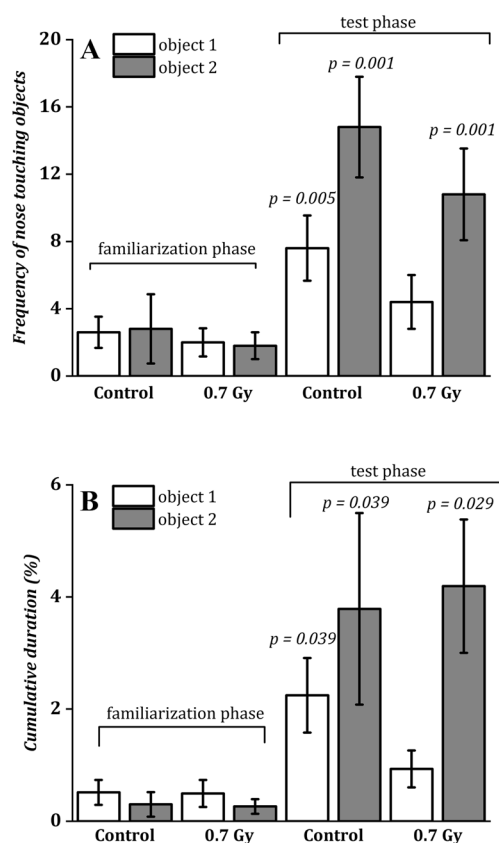 test phase
20
A
object 1
object 2
p = 0.001
16
p = 0.001
12
p = 0.005
Frequency of nose touching objects
8
familiarization phase
4
0
Control
0.7 Gy
Control
0.7 Gy
test phase
6
B
object 1
object 2
p = 0.039
p = 0.029
4
Cumulative duration (%)
p = 0.039
2
familiarization phase
0
Control
0.7 Gy
Control
0.7 Gy